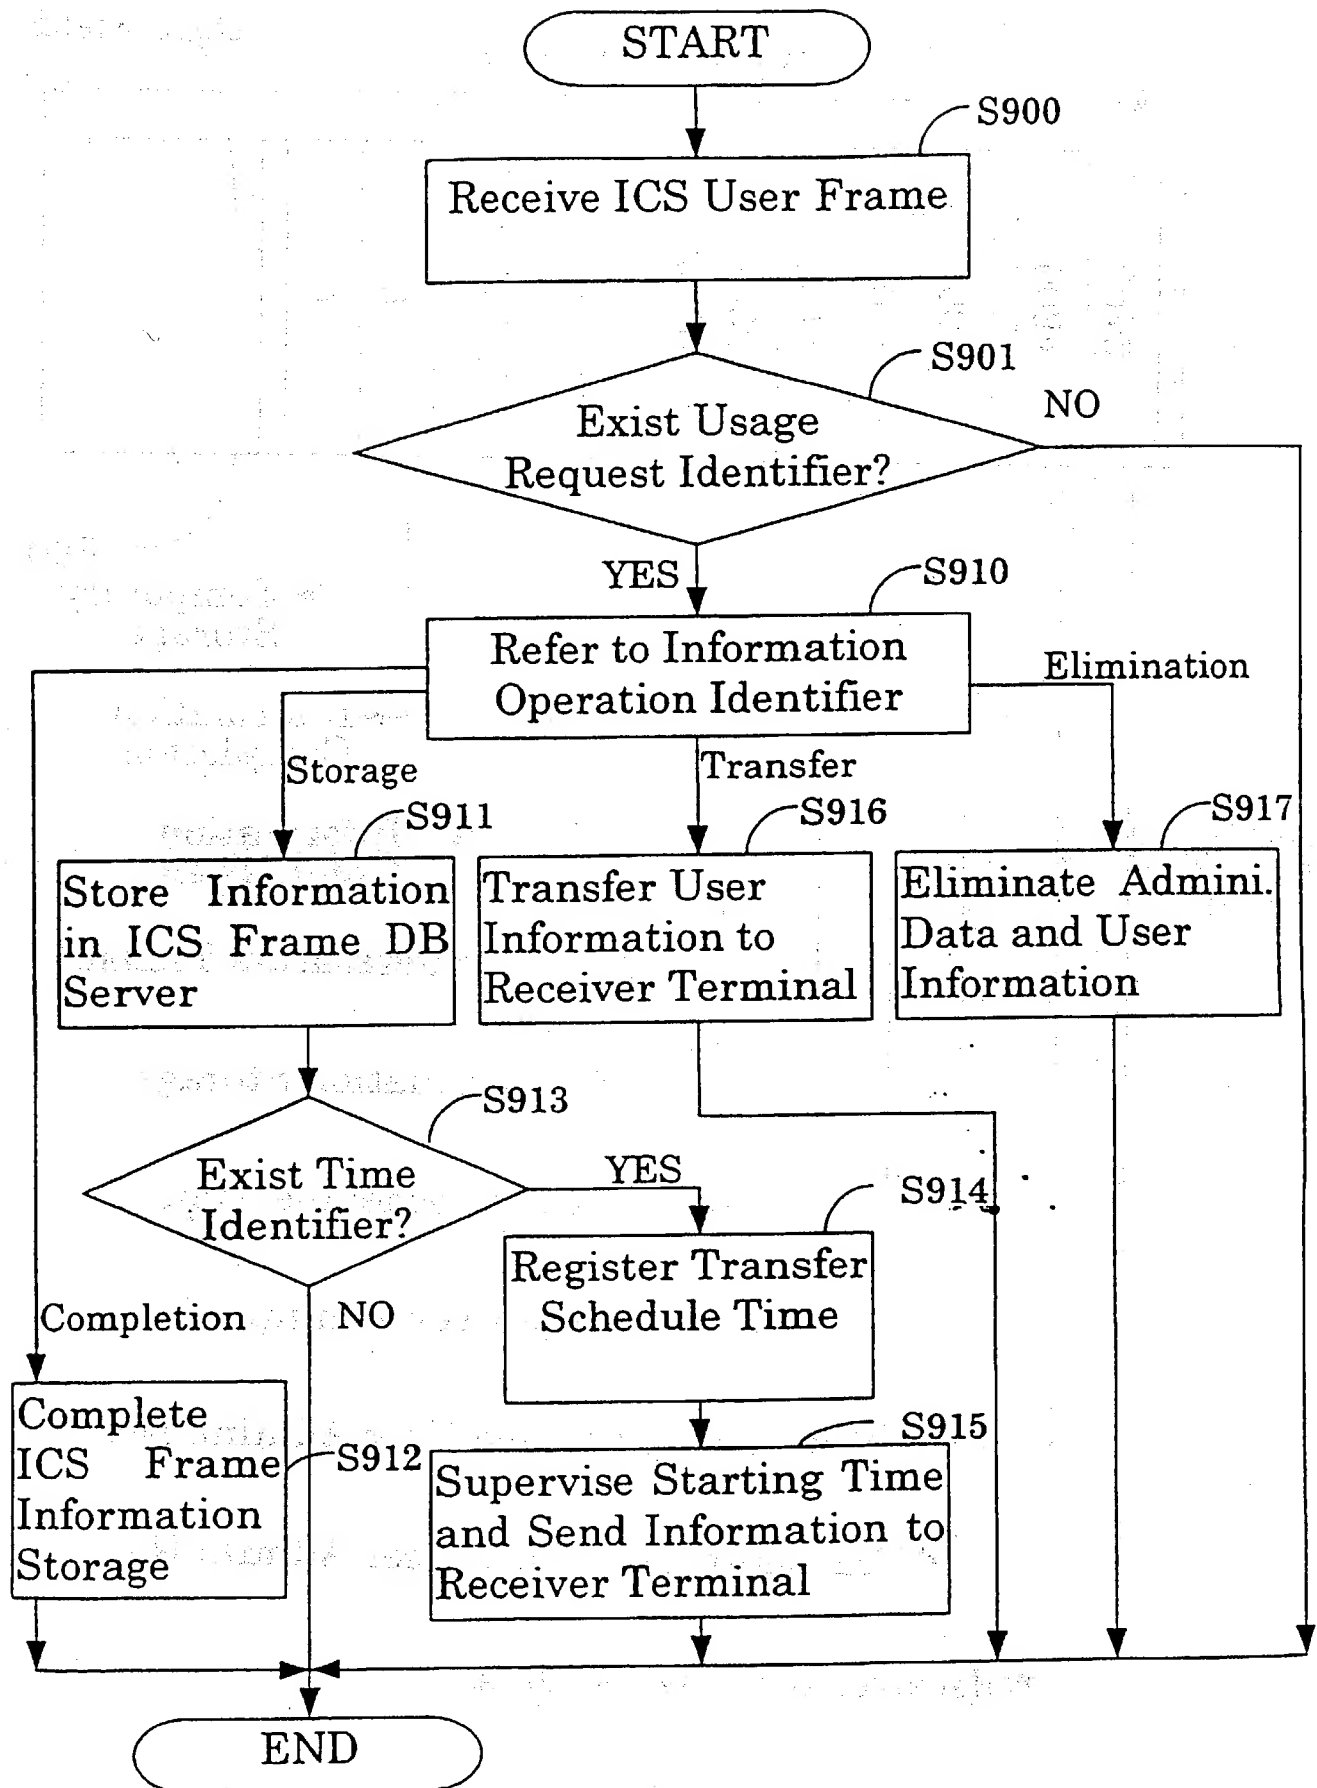 START
S900
Receive ICS User Frame
S901
NO
Exist Usage
Request Identifier?
YES
S910
Refer to Information
Operation Identifier
Elimination
Storage
Transfer
S911
S916
S917
Store Information
in ICS Frame DB
Server
Transfer User
Information to
Receiver Terminal
Eliminate Admini.
Data and User
Information
S913
Exist Time
Identifier?
YES
S914
Register Transfer
Schedule Time
Completion
NO
Complete
ICS Frame
Information
Storage
S912
S915
Supervise Starting Time
and Send Information to
Receiver Terminal
END